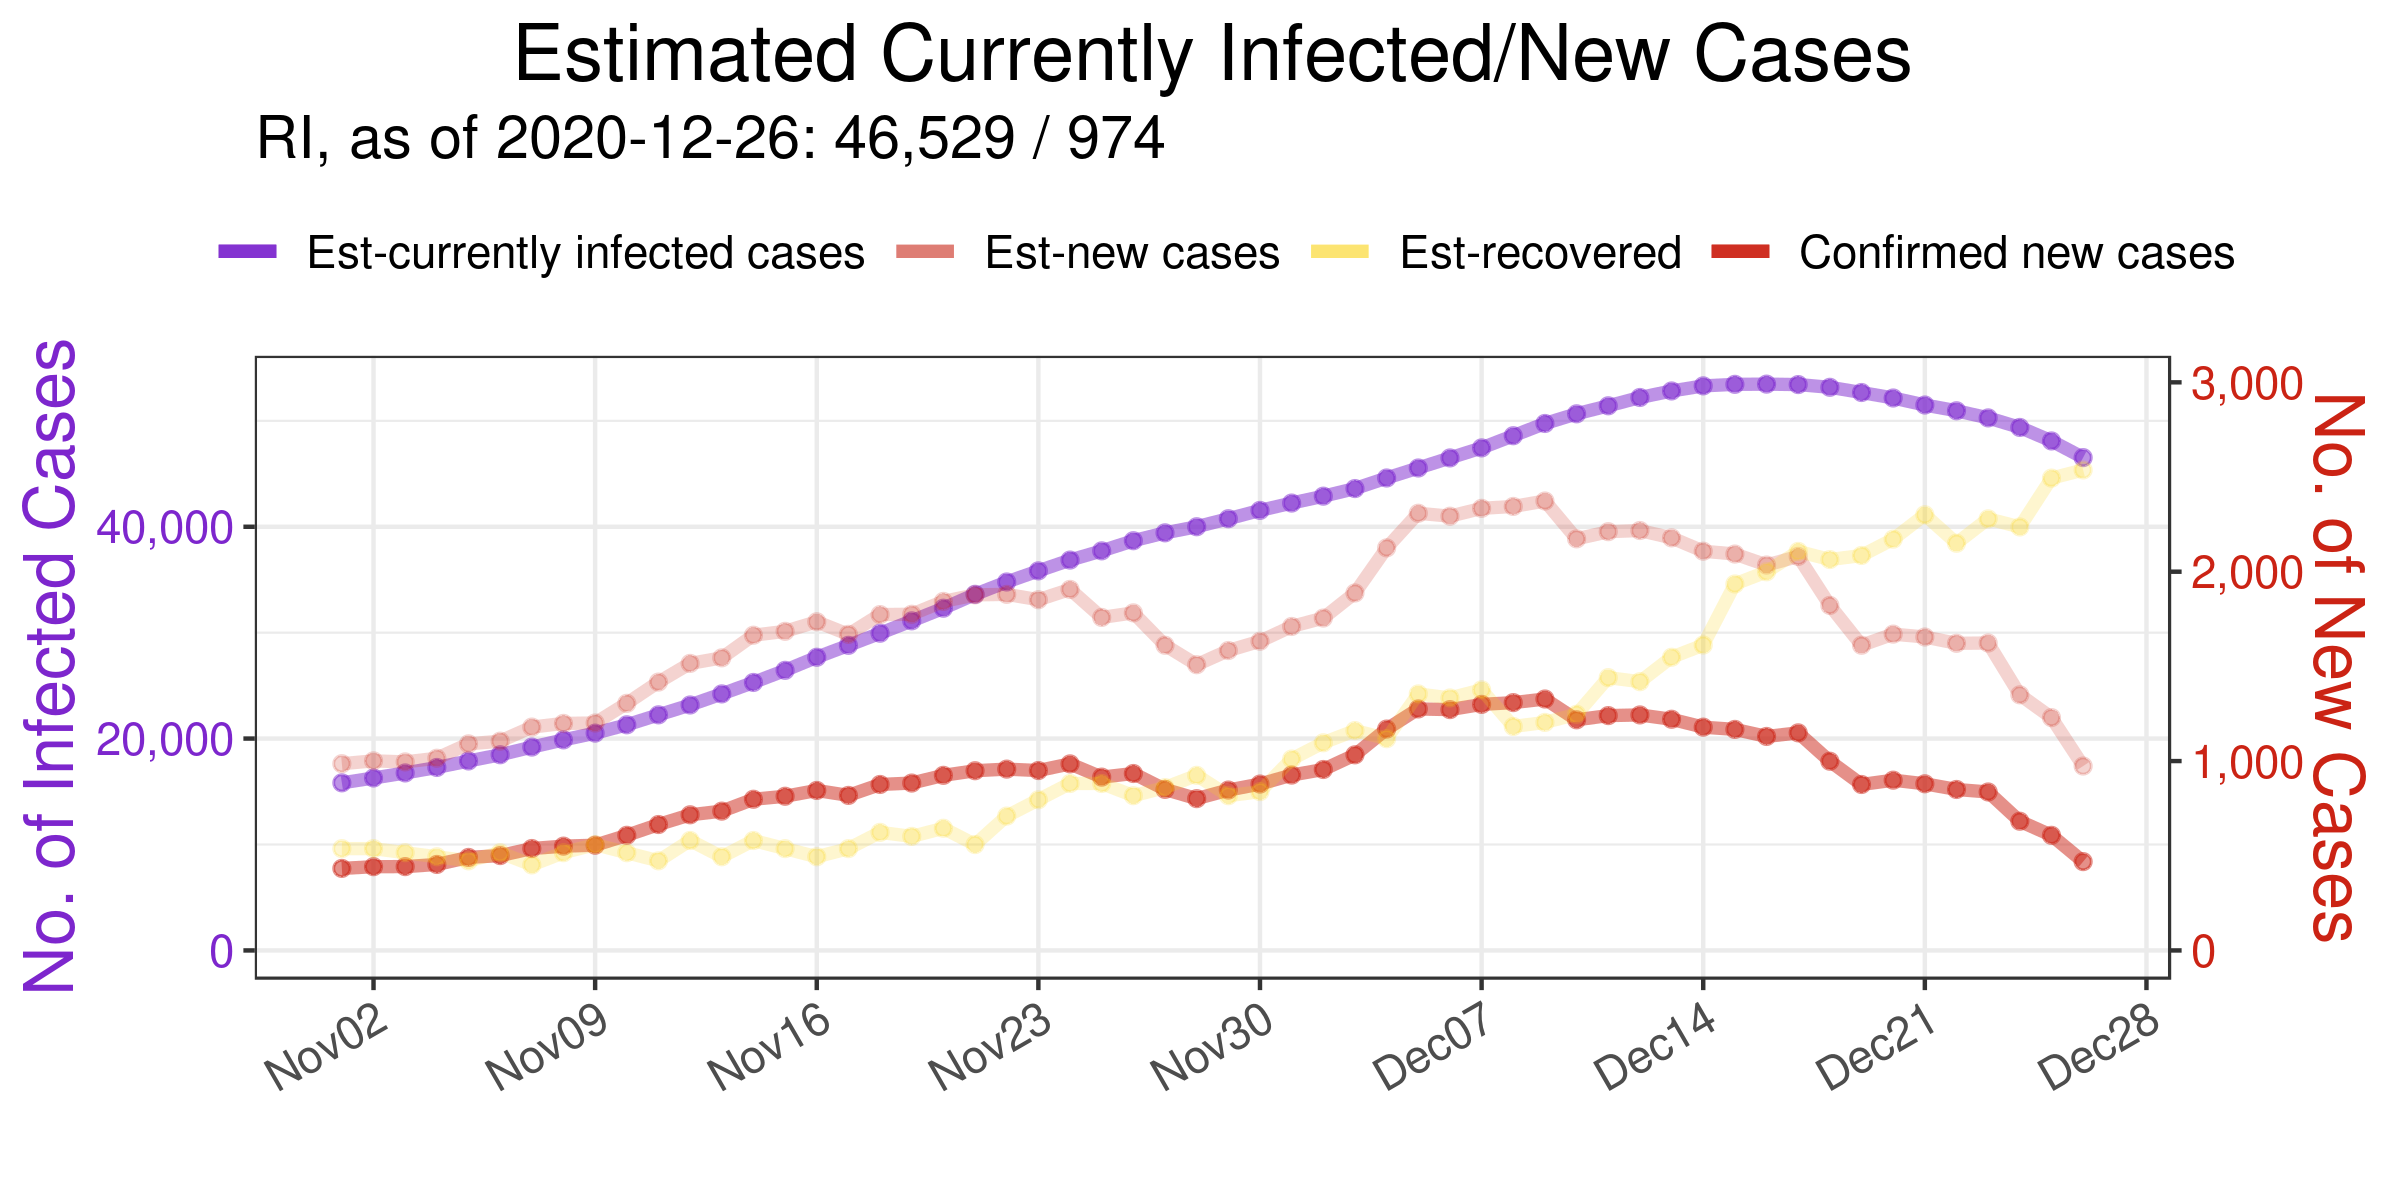 Estimated Currently Infected/New Cases
RI, as of 2020-12-26: 46,529 / 974
Est-currently infected cases Est-new cases Est-recovered Confirmed new cases
No. of Infected Cases
40,000
20,000
0
3,000
2,000
1,000
0
No. of New Cases
Nov02 Nov09 Nov16 Nov23 Nov30 Dec07 Dec14 Dec21 Dec28